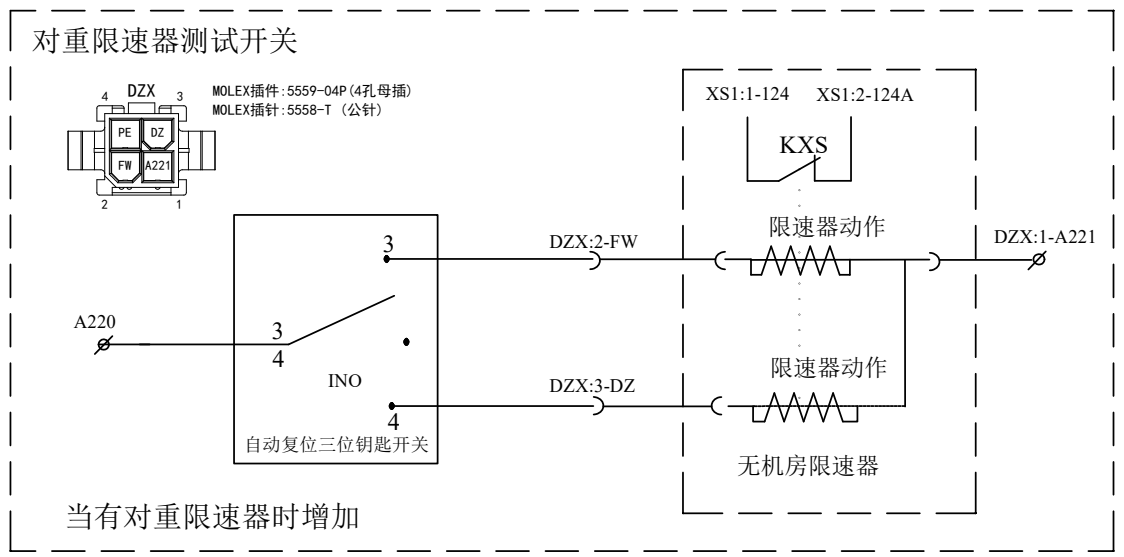 对重限速器测试开关
4 DZX 3
MOLEX插件:5559-04P(4孔母插)
MOLEX插针:5558-T (公针)
PE DZ
FW A221
2 1
XS1:1-124 XS1:2-124A
KXS
限速器动作
3
DZX:2-FW
DZX:1-A221
A220
3
4
INO
限速器动作
DZX:3-DZ
4
自动复位三位钥匙开关
无机房限速器
当有对重限速器时增加